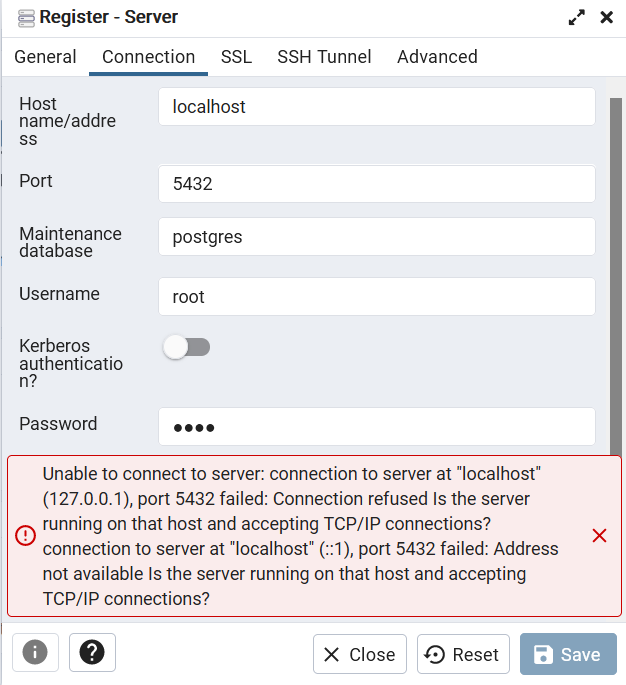 Register - Server
General Connection SSL SSH Tunnel Advanced
Host
name/addre
ss
localhost
Port
5432
Maintenance
database
postgres
Username
root
Kerberos
authenticatio
n?
Password
••••
Unable to connect to server: connection to server at "localhost"
(127.0.0.1), port 5432 failed: Connection refused Is the server
running on that host and accepting TCP/IP connections?
connection to server at "localhost" (::1), port 5432 failed: Address
not available Is the server running on that host and accepting
TCP/IP connections?
Close Reset Save